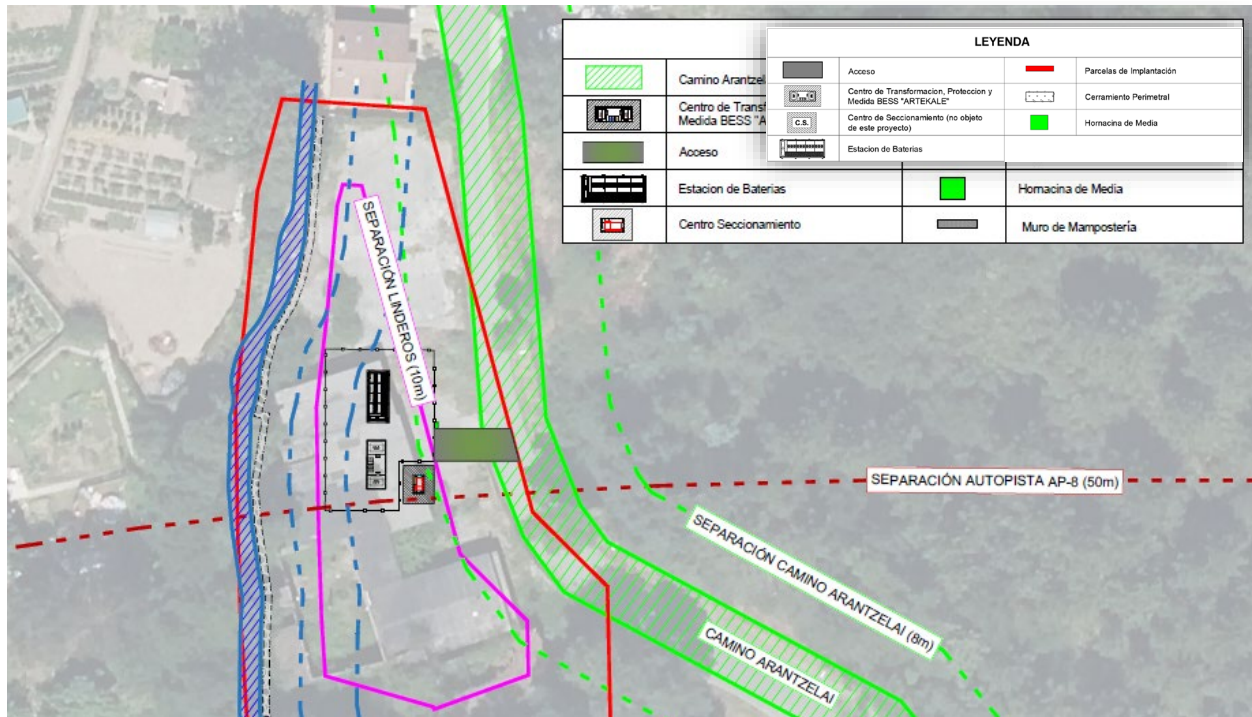 LEYENDA
Acceso
Parcelas de Implantación
Centro de Transformacion, Proteccion y
Medida BESS "ARTEKALE"
Cerramiento Perimetral
C.S.
Centro de Seccionamiento (no objeto
de este proyecto)
Hornacina de Media
Estacion de Baterias
Camino Arantzel
Centro de Transf
Medida BESS "A
Acceso
Estacion de Baterias
Hornacina de Media
Centro Seccionamiento
Muro de Mampostería
SEPARACIÓN LINDEROS (10m)
SEPARACIÓN AUTOPISTA AP-8 (50m)
SEPARACIÓN CAMINO ARANTZELAI (8m)
CAMINO ARANTZELAI